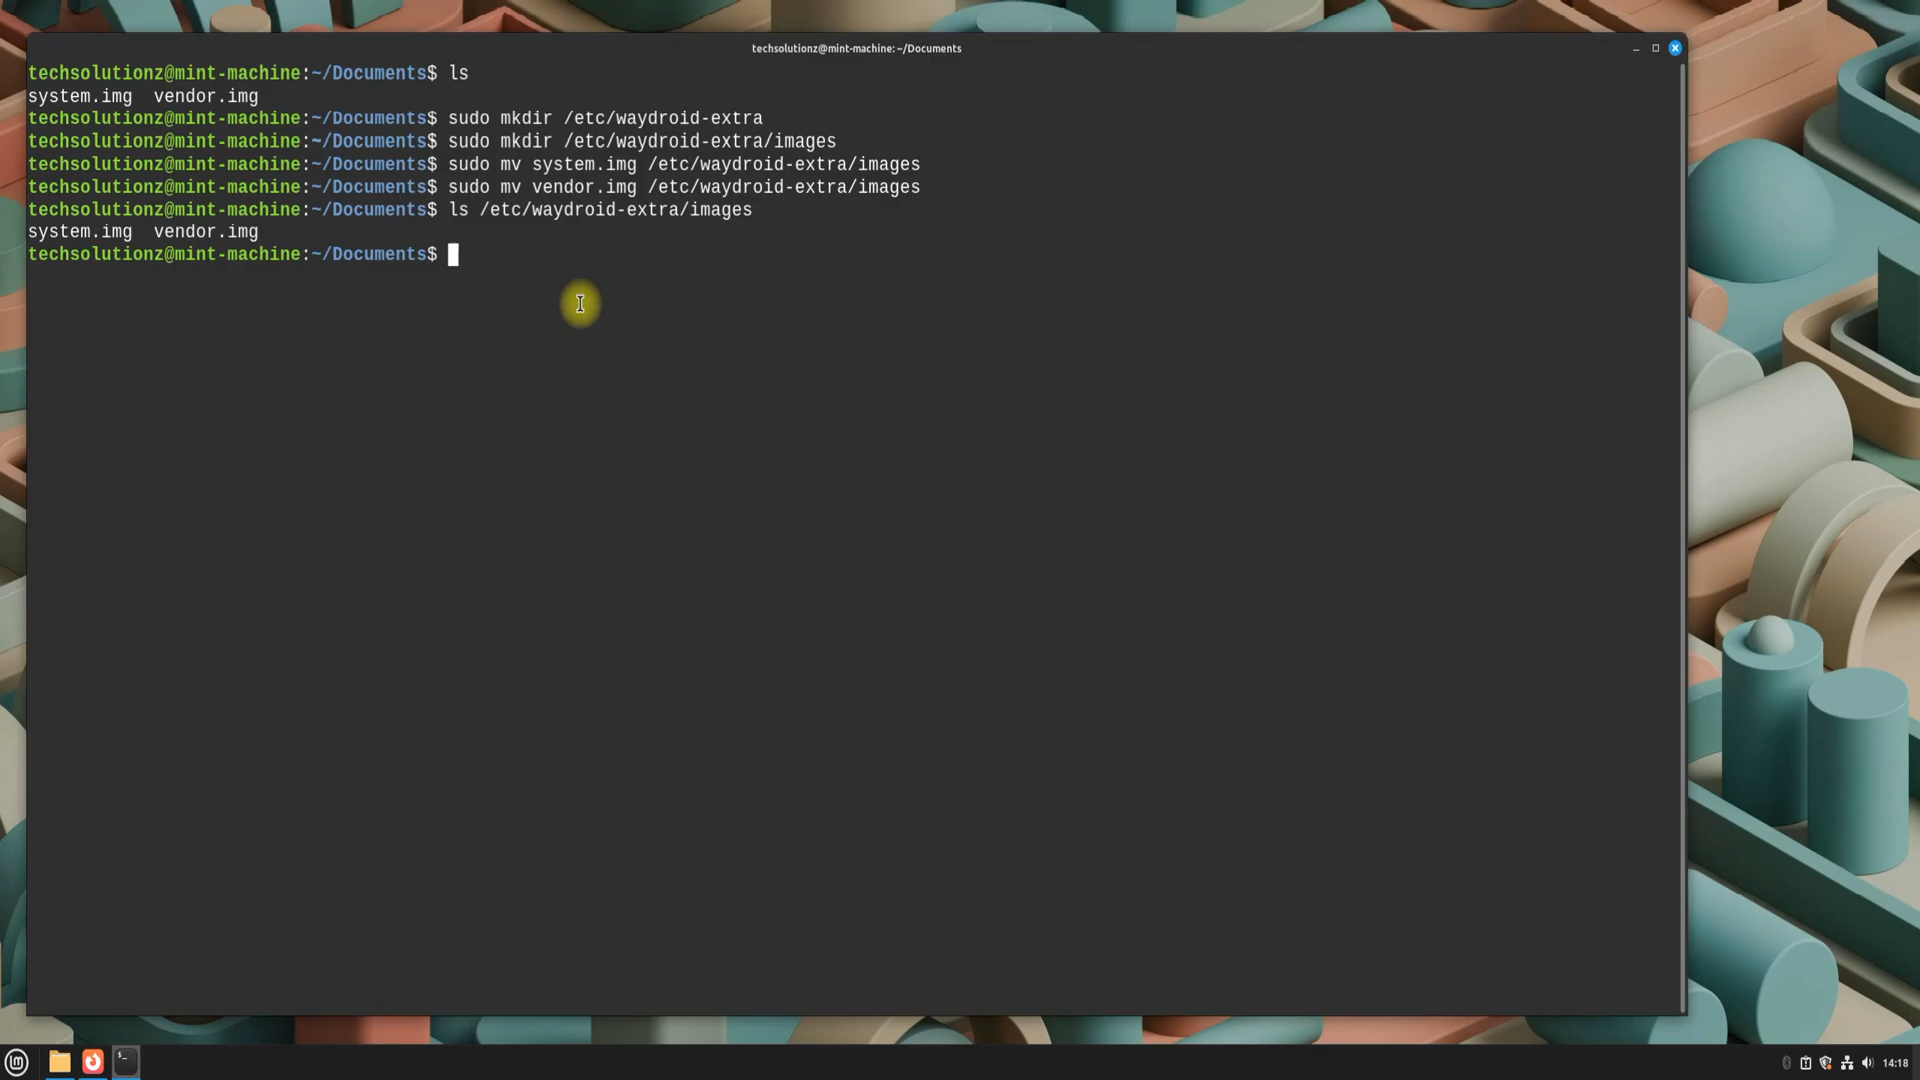 techsolutionz@mint-machine: ~/Documents
techsolutionz@mint-machine:~/Documents$ ls
system.img  vendor.img
techsolutionz@mint-machine:~/Documents$ sudo mkdir /etc/waydroid-extra
techsolutionz@mint-machine:~/Documents$ sudo mkdir /etc/waydroid-extra/images
techsolutionz@mint-machine:~/Documents$ sudo mv system.img /etc/waydroid-extra/images
techsolutionz@mint-machine:~/Documents$ sudo mv vendor.img /etc/waydroid-extra/images
techsolutionz@mint-machine:~/Documents$ ls /etc/waydroid-extra/images
system.img  vendor.img
techsolutionz@mint-machine:~/Documents$
14:18